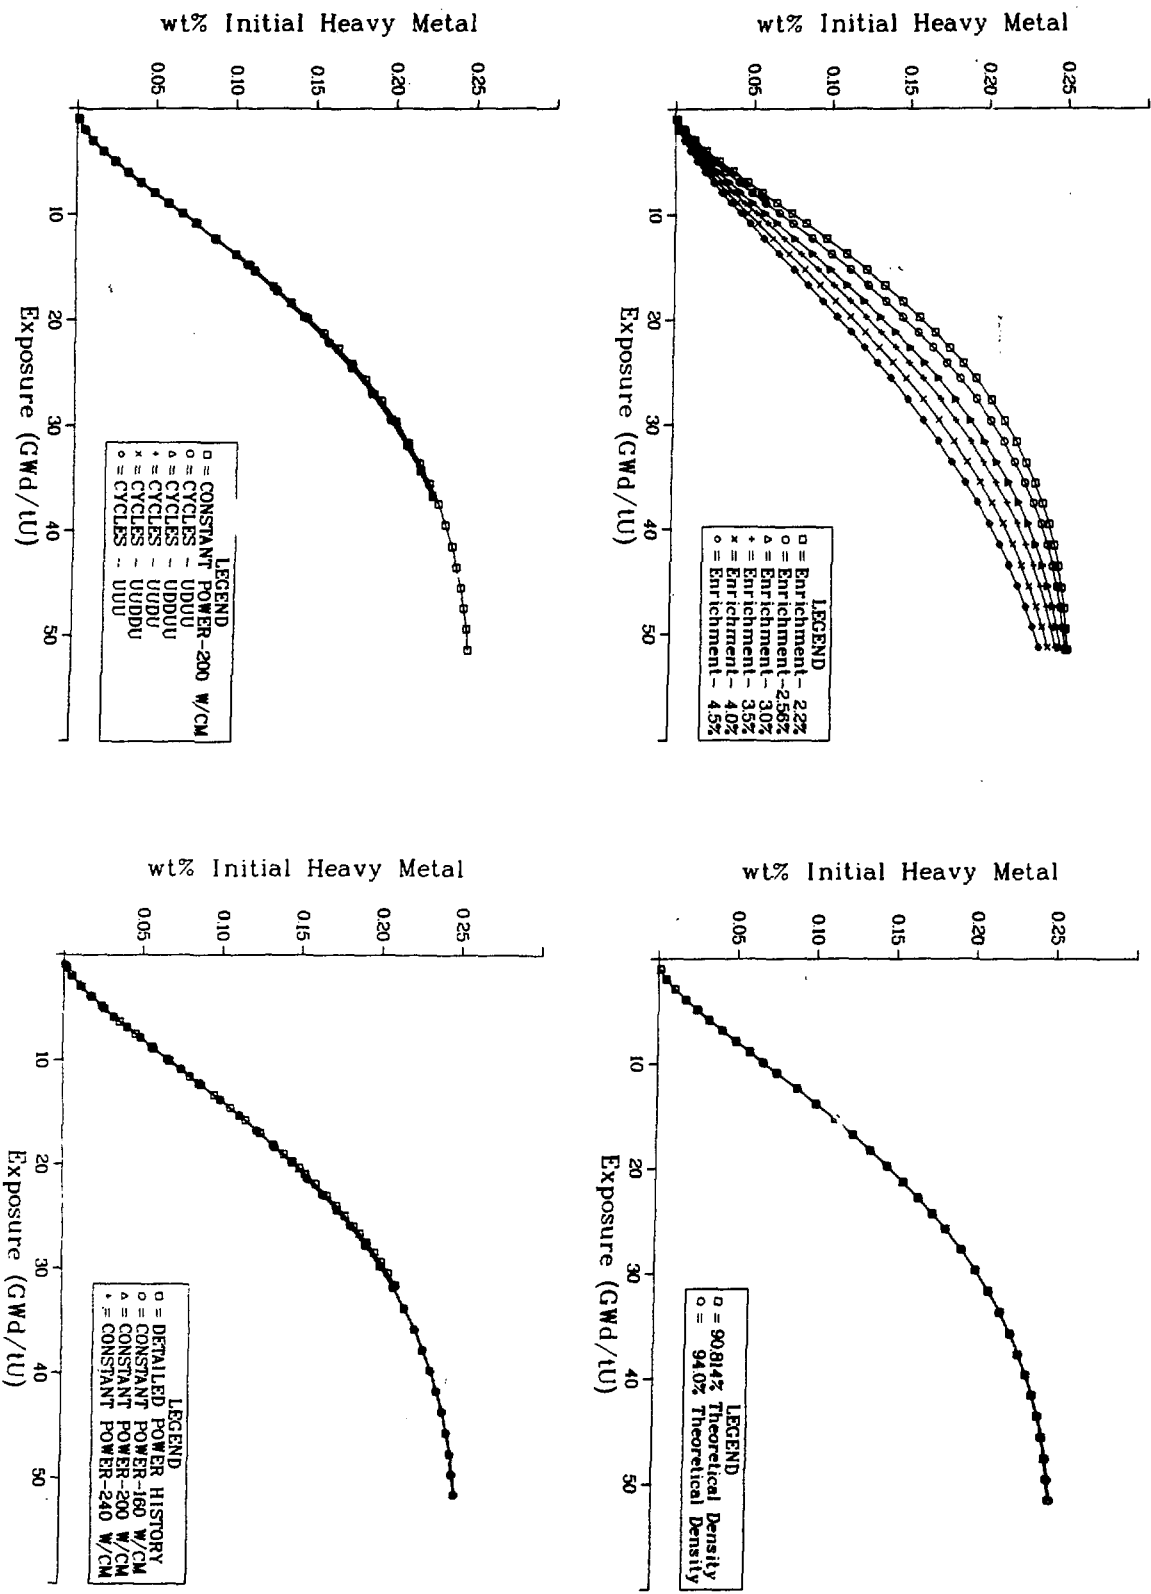 wt% Initial Heavy Metal
0.25
0.20
0.15
0.10
0.05
10
20
30
40
50
Exposure (GWd/tU)
LEGEND
□ = Enrichment- 2.2%
○ = Enrichment-2.56%
△ = Enrichment- 3.0%
+ = Enrichment- 3.5%
× = Enrichment- 4.0%
◇ = Enrichment- 4.5%
wt% Initial Heavy Metal
0.25
0.20
0.15
0.10
0.05
10
20
30
40
50
Exposure (GWd/tU)
LEGEND
□ = 90.814% Theoretical Density
○ = 94.0% Theoretical Density
wt% Initial Heavy Metal
0.25
0.20
0.15
0.10
0.05
10
20
30
40
50
Exposure (GWd/tU)
LEGEND
□ = CONSTANT POWER-200 W/CM
○ = CYCLES - UDUU
△ = CYCLES - UDDUU
+ = CYCLES - UUDU
× = CYCLES - UUDDU
◇ = CYCLES - UUU
wt% Initial Heavy Metal
0.25
0.20
0.15
0.10
0.05
10
20
30
40
50
Exposure (GWd/tU)
LEGEND
□ = DETAILED POWER HISTORY
○ = CONSTANT POWER-160 W/CM
△ = CONSTANT POWER-200 W/CM
+ = CONSTANT POWER-240 W/CM